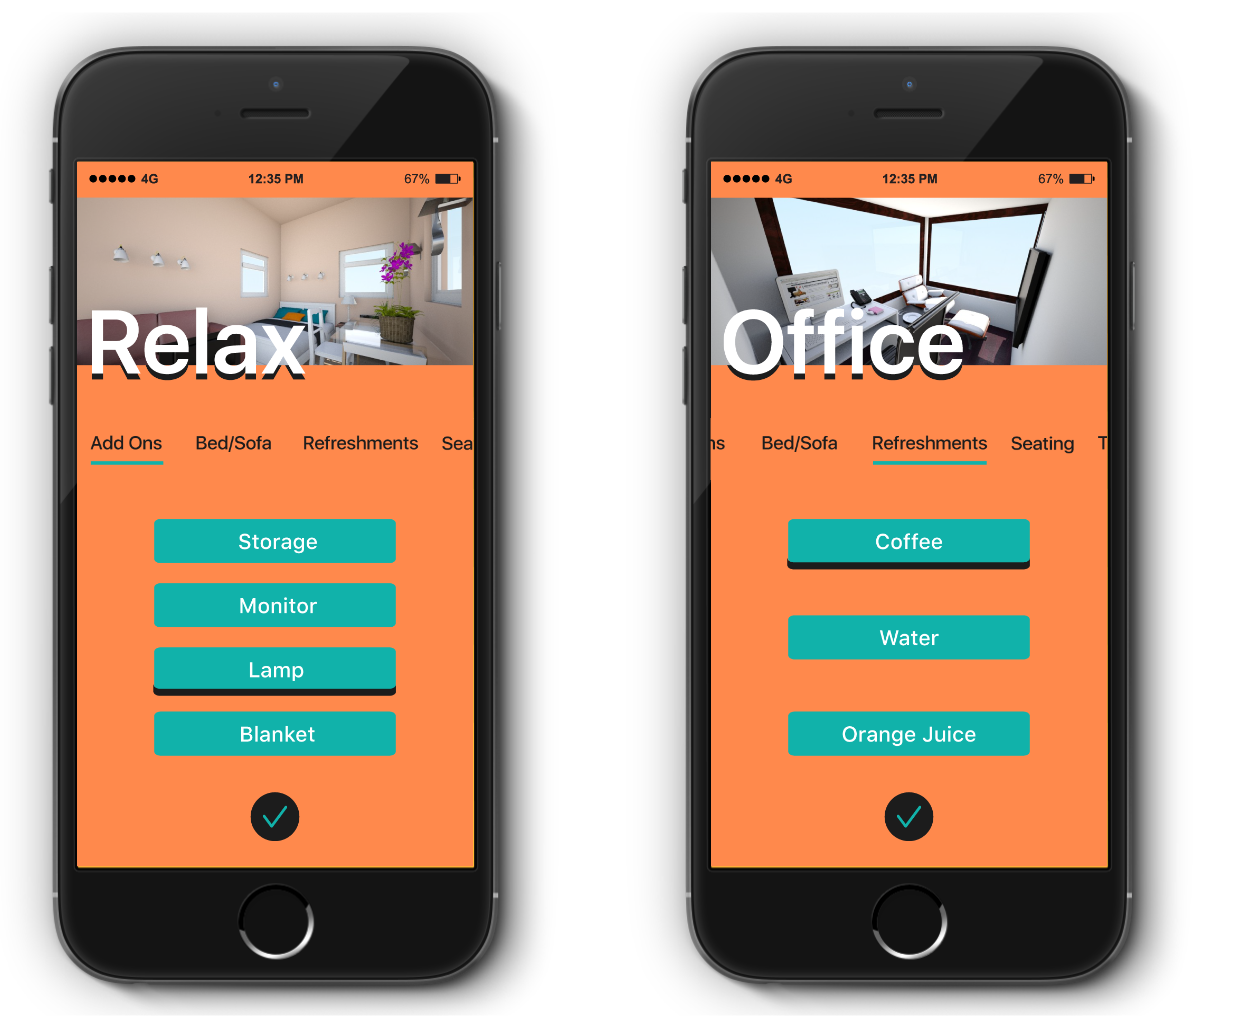 4G 12:35 PM 67%
Relax
Add Ons Bed/Sofa Refreshments Sea
Storage
Monitor
Lamp
Blanket
4G 12:35 PM 67%
Office
ns Bed/Sofa Refreshments Seating T
Coffee
Water
Orange Juice